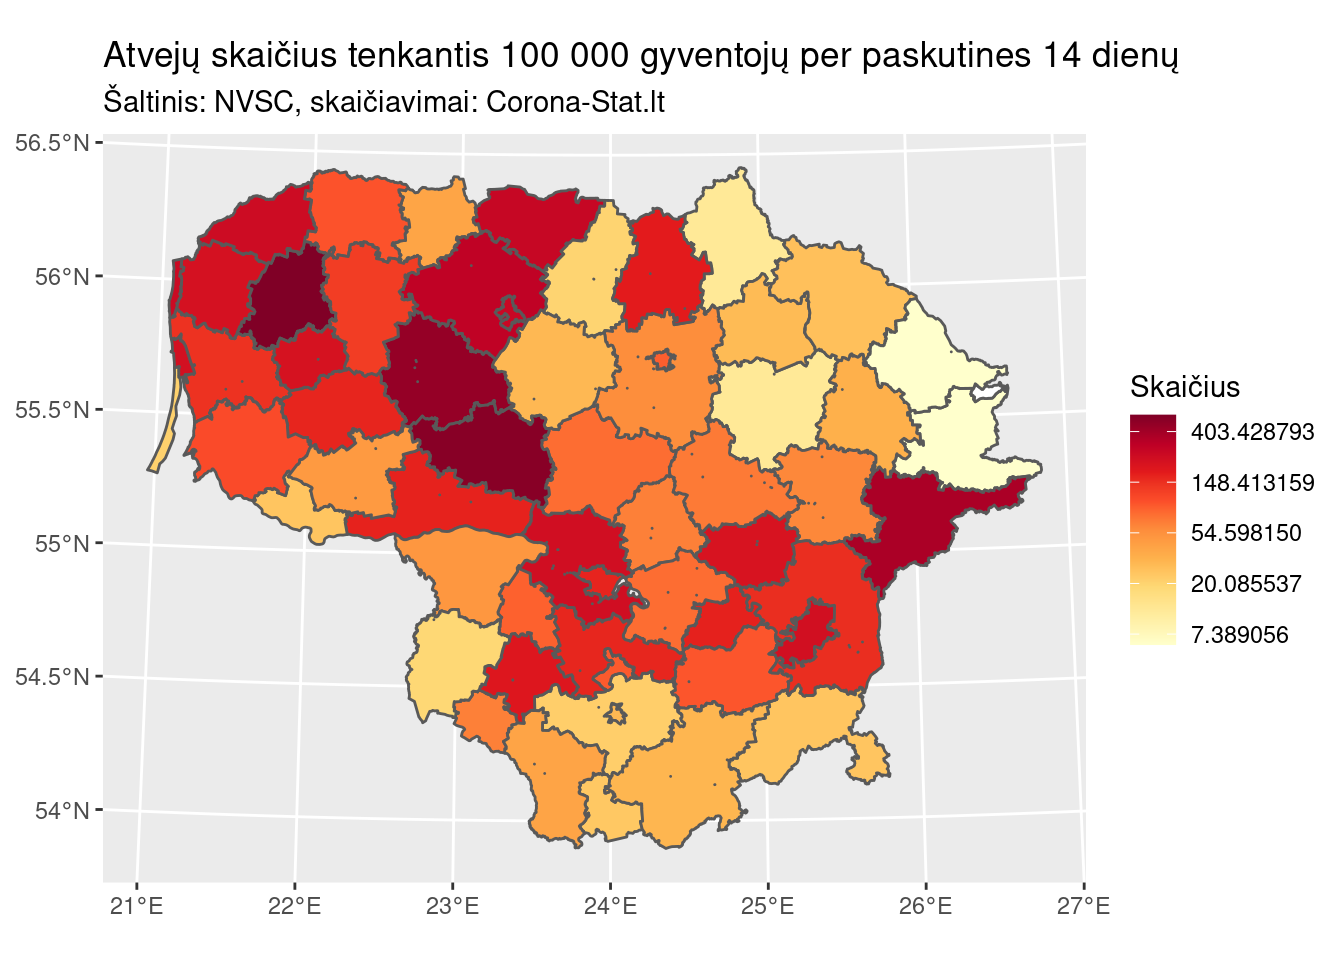 Atvejų skaičius tenkantis 100 000 gyventojų per paskutines 14 dienų
Šaltinis: NVSC, skaičiavimai: Corona-Stat.lt
56.5°N
56°N
55.5°N
55°N
54.5°N
54°N
21°E
22°E
23°E
24°E
25°E
26°E
27°E
Skaičius
403.428793
148.413159
54.598150
20.085537
7.389056